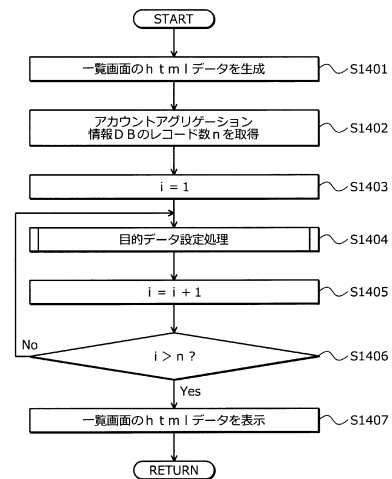 START
一覧画面のｈｔｍｌデータを生成
S1401
アカウントアグリゲーション
情報ＤＢのレコード数ｎを取得
S1402
ｉ＝１
S1403
目的データ設定処理
S1404
ｉ＝ｉ＋１
S1405
No
ｉ＞ｎ？
S1406
Yes
一覧画面のｈｔｍｌデータを表示
S1407
RETURN